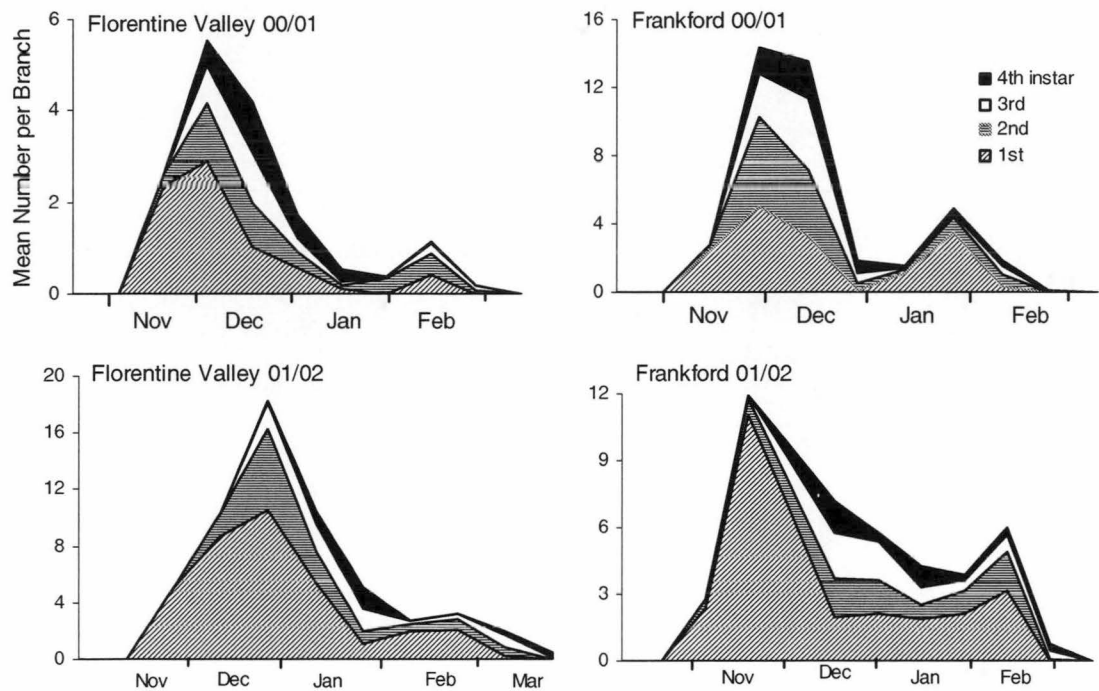 Florentine Valley 00/01
Mean Number per Branch
6
4
2
0
Nov Dec Jan Feb
Frankford 00/01
16
12
8
4
0
4th instar
3rd
2nd
1st
Nov Dec Jan Feb
Florentine Valley 01/02
20
16
12
8
4
0
Nov Dec Jan Feb Mar
Frankford 01/02
12
9
6
3
0
Nov Dec Jan Feb